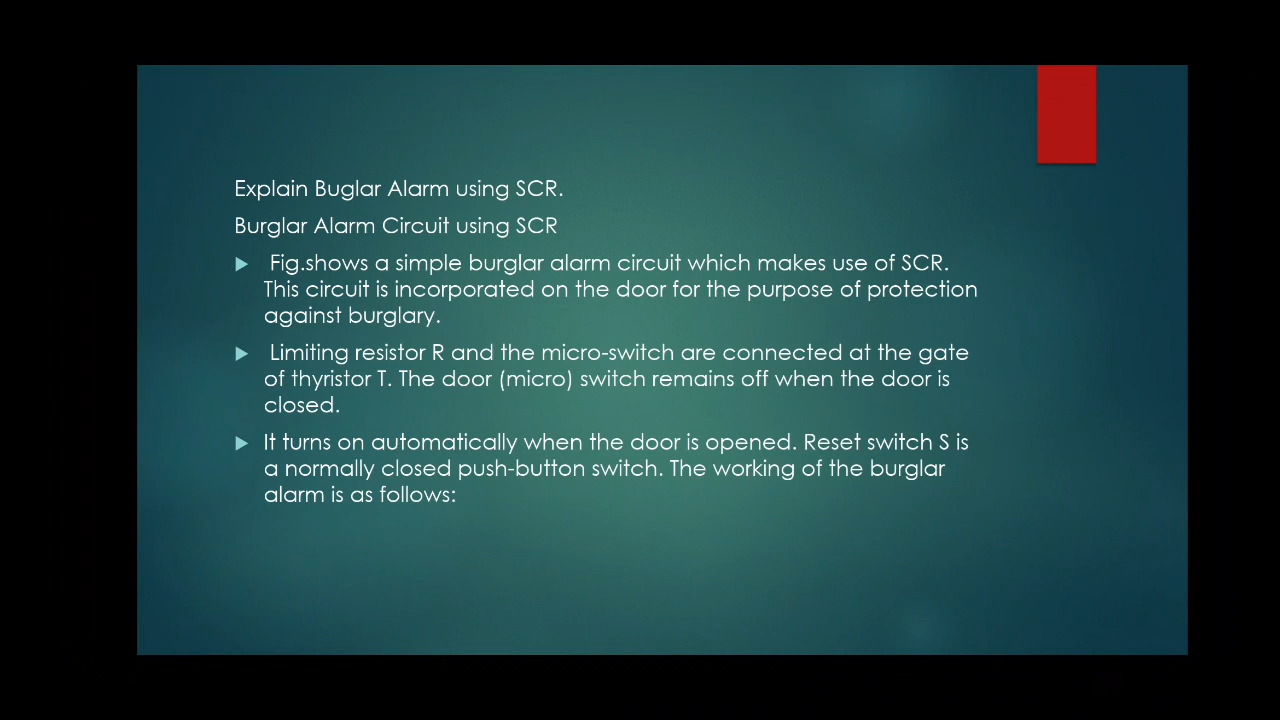 Explain Buglar Alarm using SCR.
Burglar Alarm Circuit using SCR
Fig.shows a simple burglar alarm circuit which makes use of SCR.
This circuit is incorporated on the door for the purpose of protection
against burglary.
Limiting resistor R and the micro-switch are connected at the gate
of thyristor T. The door (micro) switch remains off when the door is
closed.
It turns on automatically when the door is opened. Reset switch S is
a normally closed push-button switch. The working of the burglar
alarm is as follows: